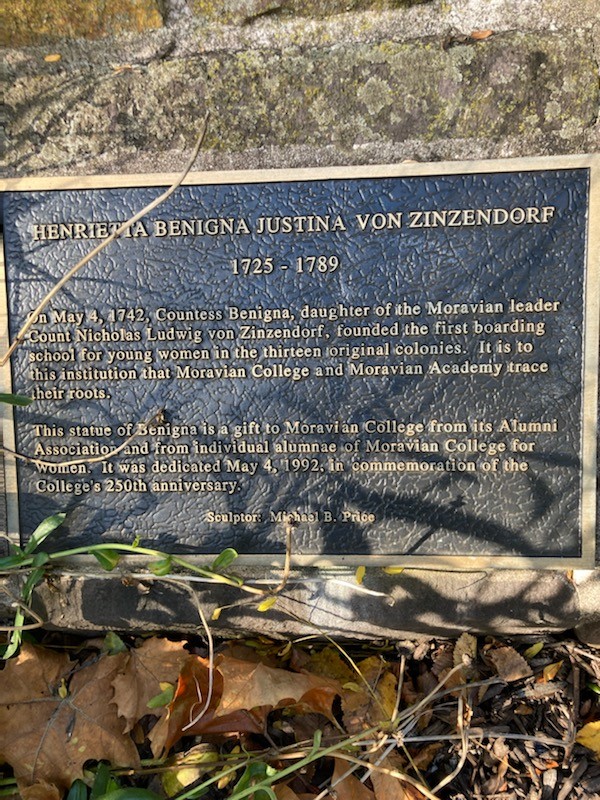 HENRIETTA BENIGNA JUSTINA VON ZINZENDORF
1725 - 1789
On May 4, 1742, Countess Benigna, daughter of the Moravian leader
Count Nicholas Ludwig von Zinzendorf, founded the first boarding
school for young women in the thirteen original colonies. It is to
this institution that Moravian College and Moravian Academy trace
their roots.
This statue of Benigna is a gift to Moravian College from its Alumni
Association and from individual alumnae of Moravian College for
Women. It was dedicated May 4, 1992, in commemoration of the
College's 250th anniversary.
Sculptor: Michael B. Price